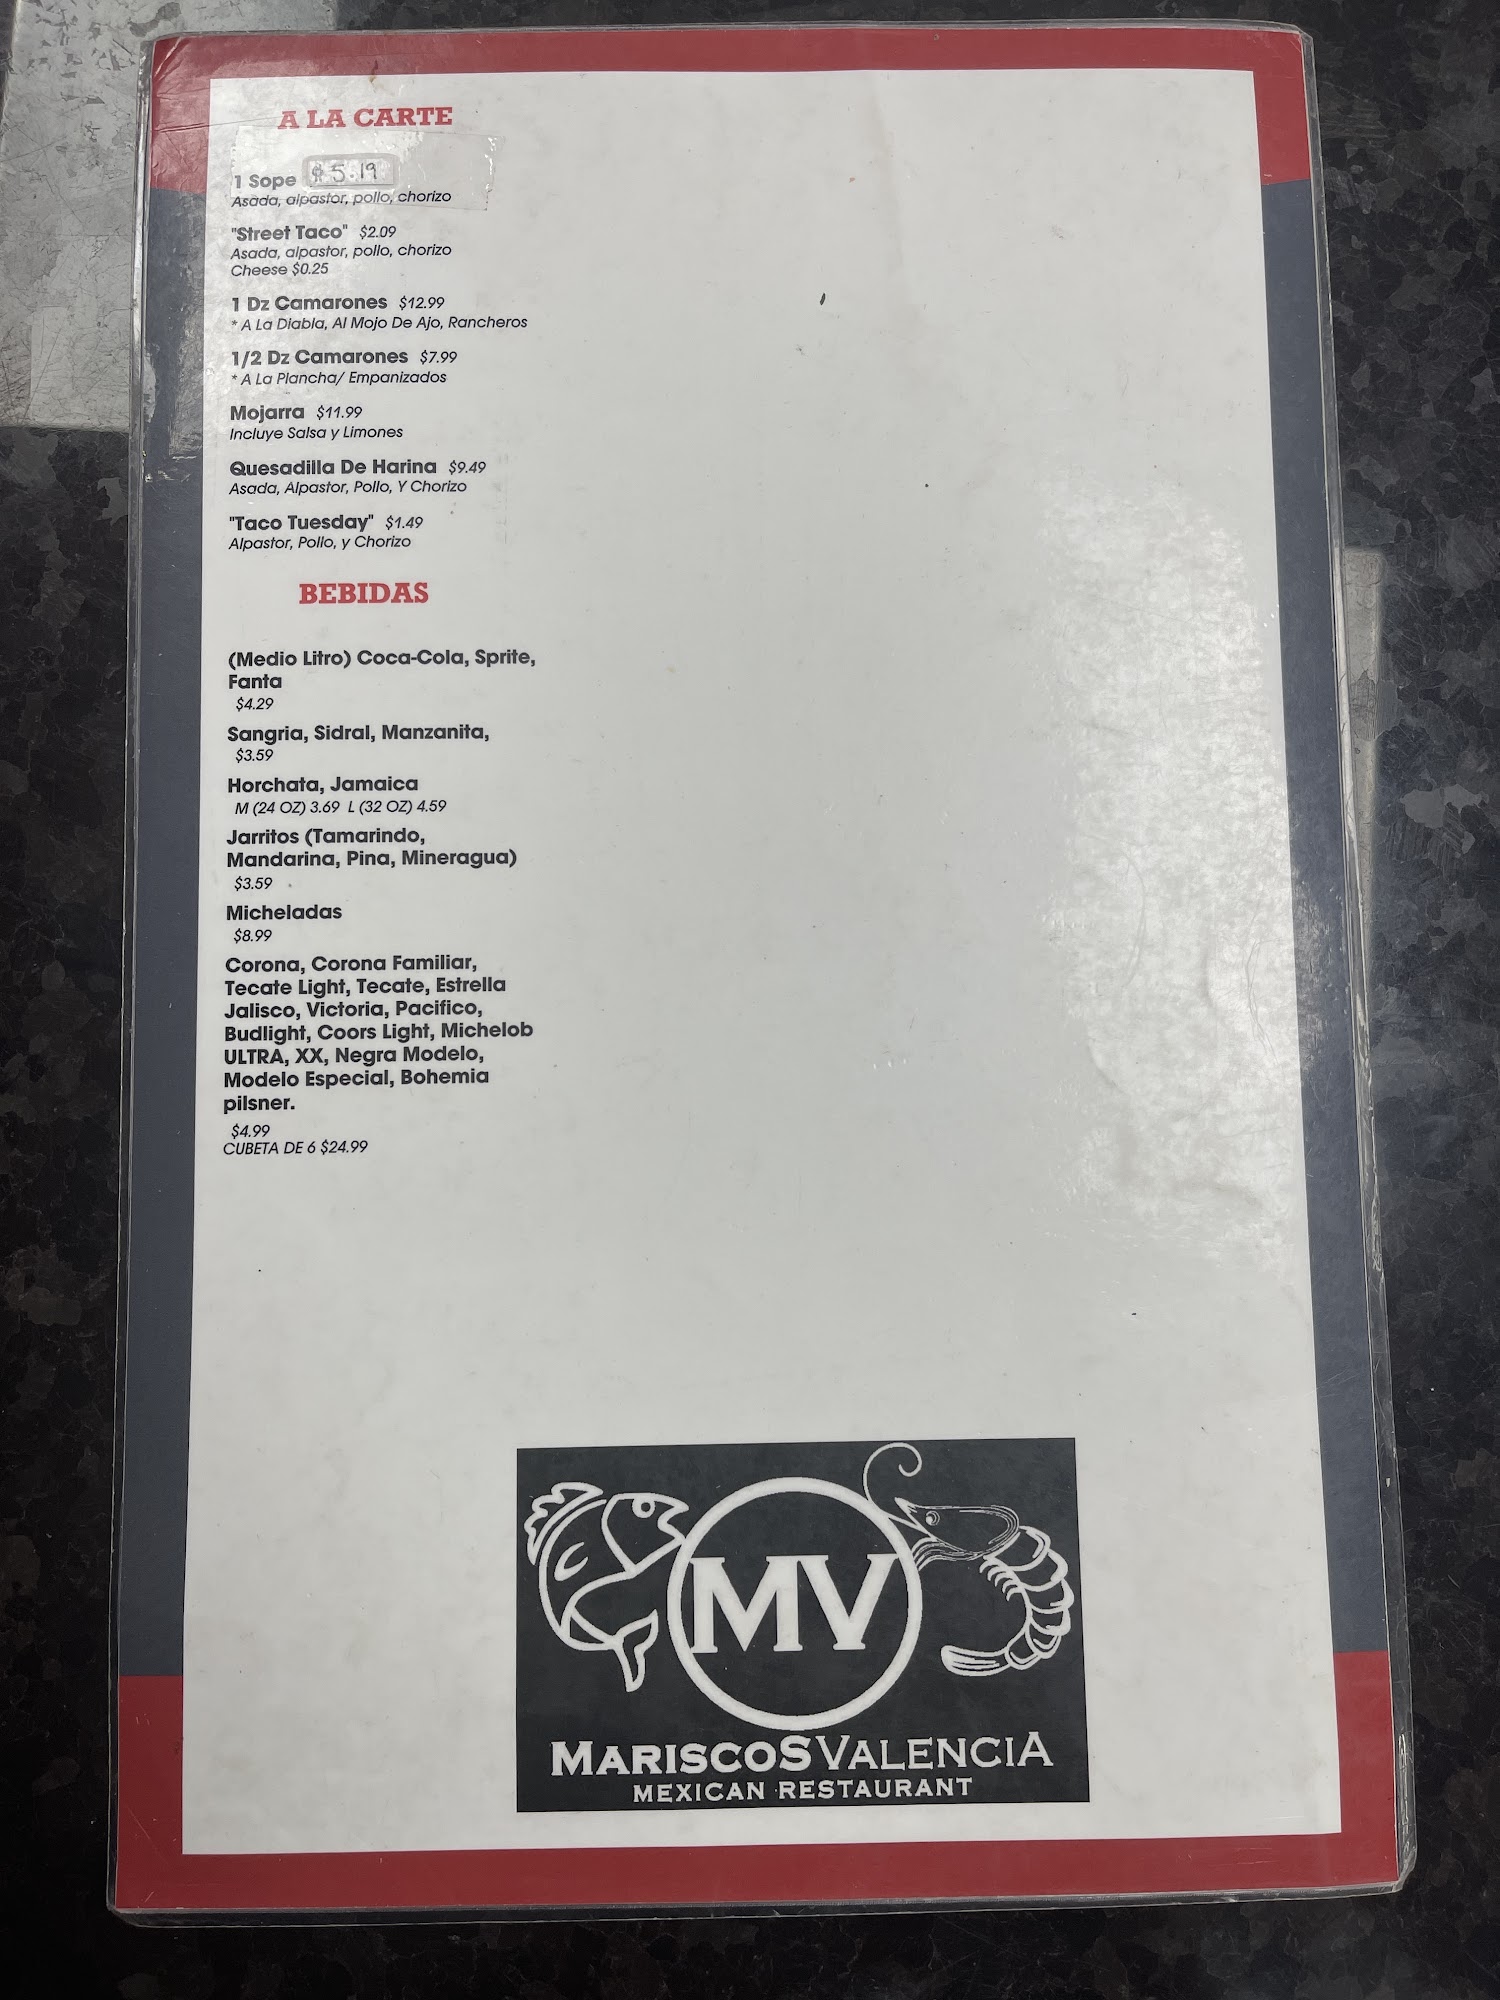 A LA CARTE
1 Sope $5.19
Asada, alpastor, pollo, chorizo
"Street Taco" $2.09
Asada, alpastor, pollo, chorizo
Cheese $0.25
1 Dz Camarones $12.99
* A La Diabla, Al Mojo De Ajo, Rancheros
1/2 Dz Camarones $7.99
* A La Plancha/ Empanizados
Mojarra $11.99
Incluye Salsa y Limones
Quesadilla De Harina $9.49
Asada, Alpastor, Pollo, Y Chorizo
"Taco Tuesday" $1.49
Alpastor, Pollo, y Chorizo
BEBIDAS
(Medio Litro) Coca-Cola, Sprite,
Fanta
$4.29
Sangria, Sidral, Manzanita,
$3.59
Horchata, Jamaica
M (24 OZ) 3.69 L (32 OZ) 4.59
Jarritos (Tamarindo,
Mandarina, Pina, Mineragua)
$3.59
Micheladas
$8.99
Corona, Corona Familiar,
Tecate Light, Tecate, Estrella
Jalisco, Victoria, Pacifico,
Budlight, Coors Light, Michelob
ULTRA, XX, Negra Modelo,
Modelo Especial, Bohemia
pilsner.
$4.99
CUBETA DE 6 $24.99
MV
MARISCOS VALENCIA
MEXICAN RESTAURANT